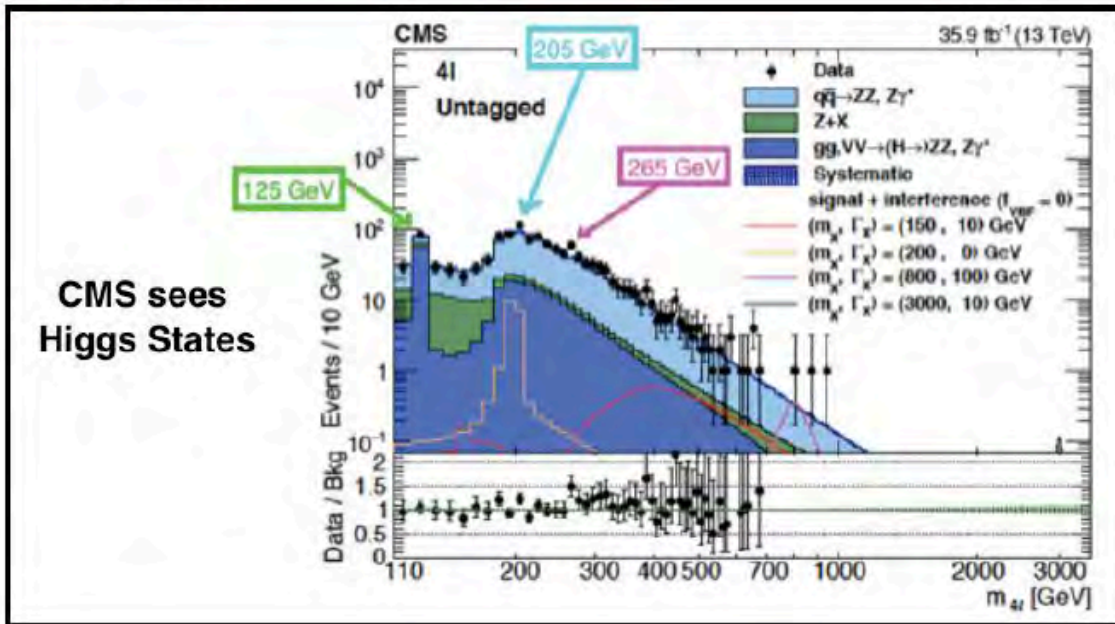 CMS
35.9 fb⁻¹ (13 TeV)
205 GeV
4l
Untagged
125 GeV
265 GeV
Data
qq̄→ZZ, Zγ*
Z+X
gg,VV→(H→)ZZ, Zγ*
Systematic
signal + interference (f_VBF = 0)
(m_X, Γ_X) = (150 , 10) GeV
(m_X, Γ_X) = (200 , 0) GeV
(m_X, Γ_X) = (800 , 100) GeV
(m_X, Γ_X) = (3000, 10) GeV
CMS sees
Higgs States
Events / 10 GeV
10³
10²
10
1
10⁻¹
Data / Bkg
2
1.5
1
0.5
0
110 200 300 400 500 700 1000 2000 3000
m_4l [GeV]